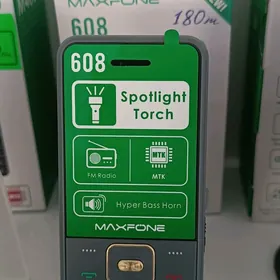 MAXFONE
608
180m
608
Spotlight
Torch
FM Radio
MTK
Hyper Bass Horn
MAXFONE